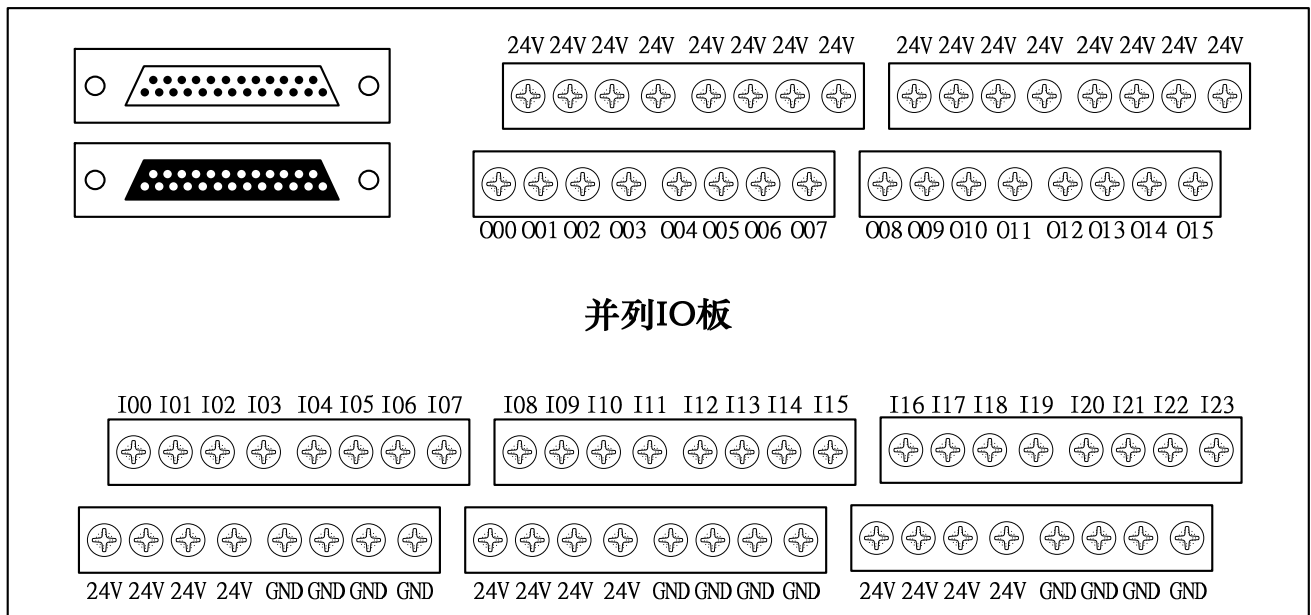 24V 24V 24V 24V 24V 24V 24V 24V 24V 24V 24V 24V 24V 24V 24V 24V
O00 O01 O02 O03 O04 O05 O06 O07 O08 O09 O10 O11 O12 O13 O14 O15
并列IO板
I00 I01 I02 I03 I04 I05 I06 I07 I08 I09 I10 I11 I12 I13 I14 I15 I16 I17 I18 I19 I20 I21 I22 I23
24V 24V 24V 24V GND GND GND GND 24V 24V 24V 24V GND GND GND GND 24V 24V 24V 24V GND GND GND GND